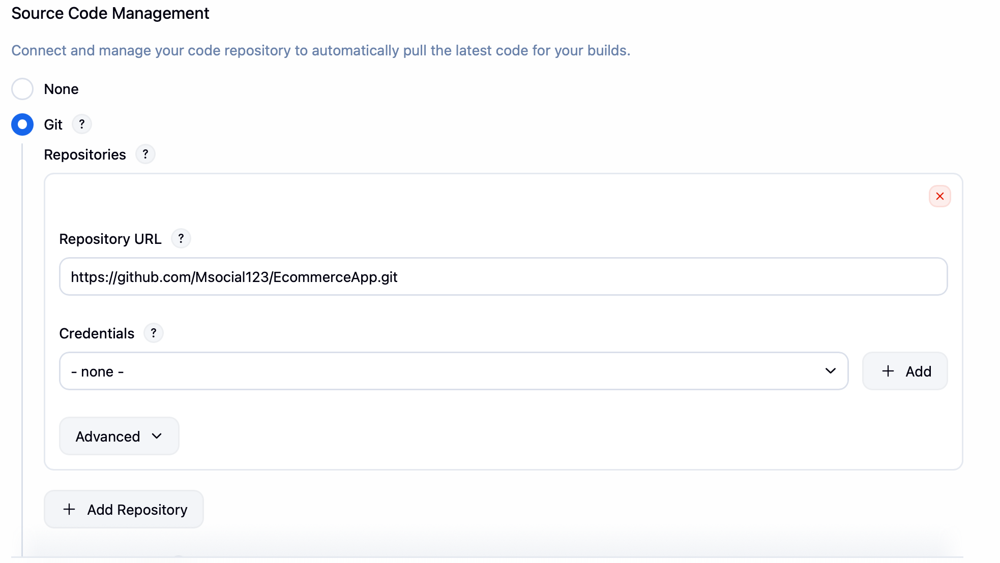 Source Code Management
Connect and manage your code repository to automatically pull the latest code for your builds.
None
Git ?
Repositories ?
Repository URL ?
https://github.com/Msocial123/EcommerceApp.git
Credentials ?
- none -
+ Add
Advanced
+ Add Repository